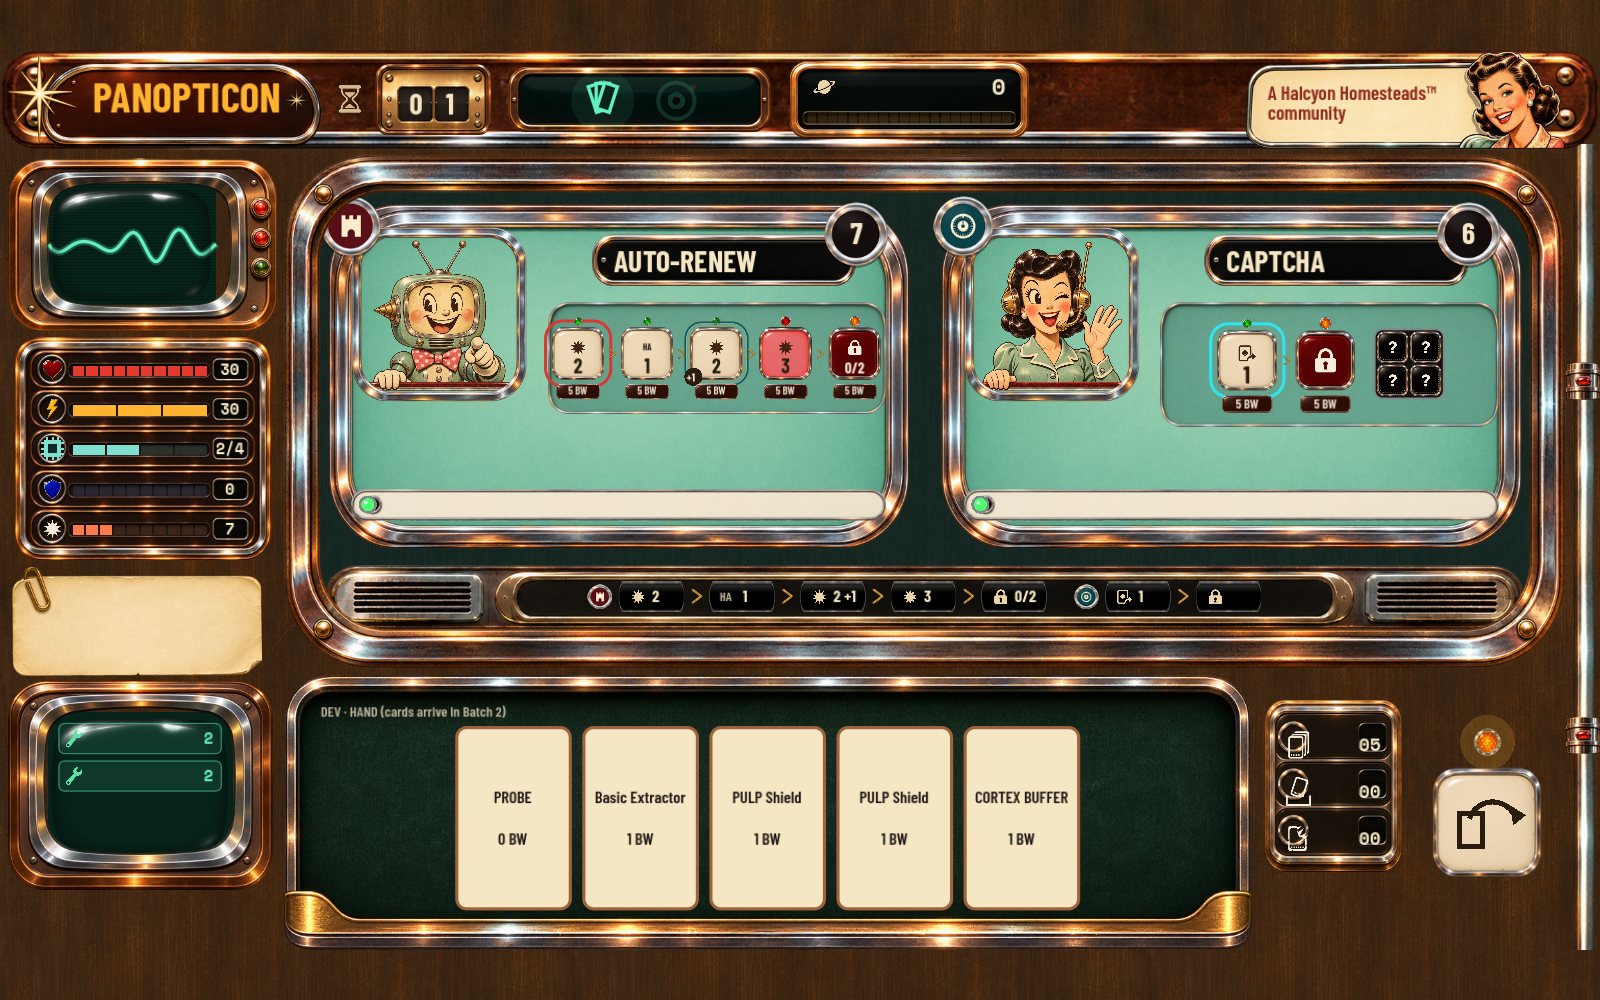 PANOPTICON
0 1
0
A Halcyon Homesteads™
community
AUTO-RENEW
7
2
HA
1
2
+1
3
0/2
5 BW
5 BW
5 BW
5 BW
5 BW
CAPTCHA
6
1
? ?
? ?
5 BW
5 BW
30
30
2/4
0
7
2
HA 1
2 +1
3
0/2
1
2
2
DEV · HAND (cards arrive in Batch 2)
PROBE
0 BW
Basic Extractor
1 BW
PULP Shield
1 BW
PULP Shield
1 BW
CORTEX BUFFER
1 BW
05
00
00